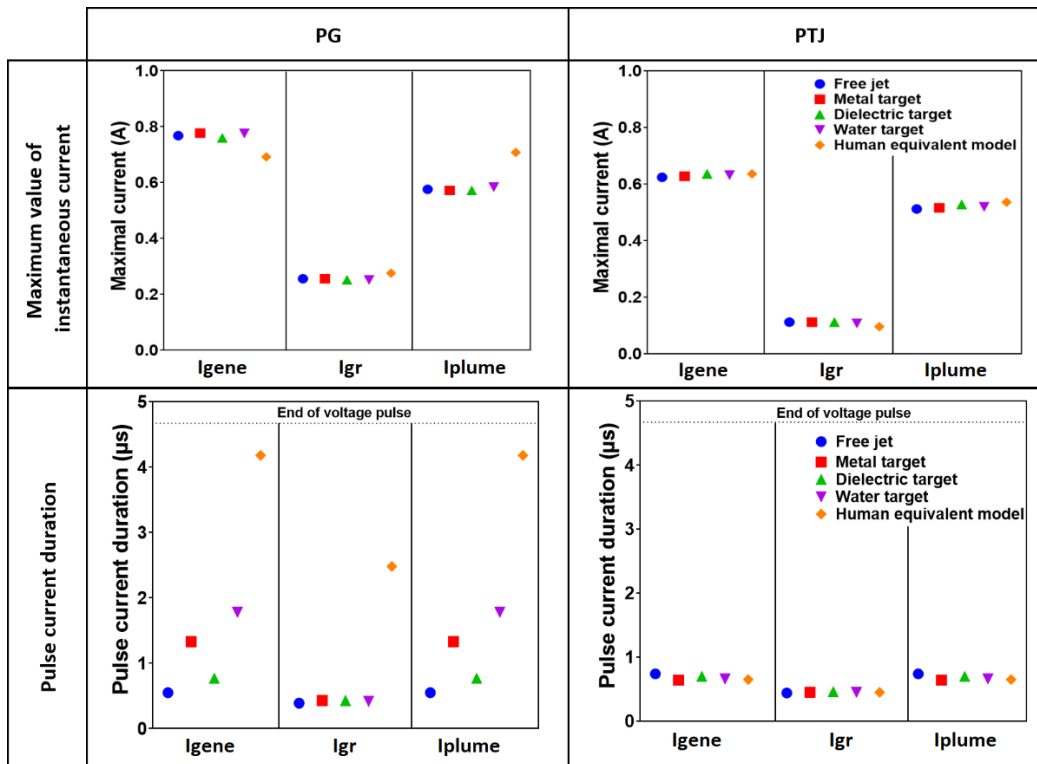 PG
PTJ
Maximum value of
instantaneous current
Maximal current (A)
1.0
0.8
0.6
0.4
0.2
0.0
Igene
Igr
Iplume
Maximal current (A)
1.0
0.8
0.6
0.4
0.2
0.0
Free jet
Metal target
Dielectric target
Water target
Human equivalent model
Igene
Igr
Iplume
Pulse current duration
Pulse current duration (µs)
5
4
3
2
1
0
End of voltage pulse
Igene
Igr
Iplume
Pulse current duration (µs)
5
4
3
2
1
0
End of voltage pulse
Free jet
Metal target
Dielectric target
Water target
Human equivalent model
Igene
Igr
Iplume